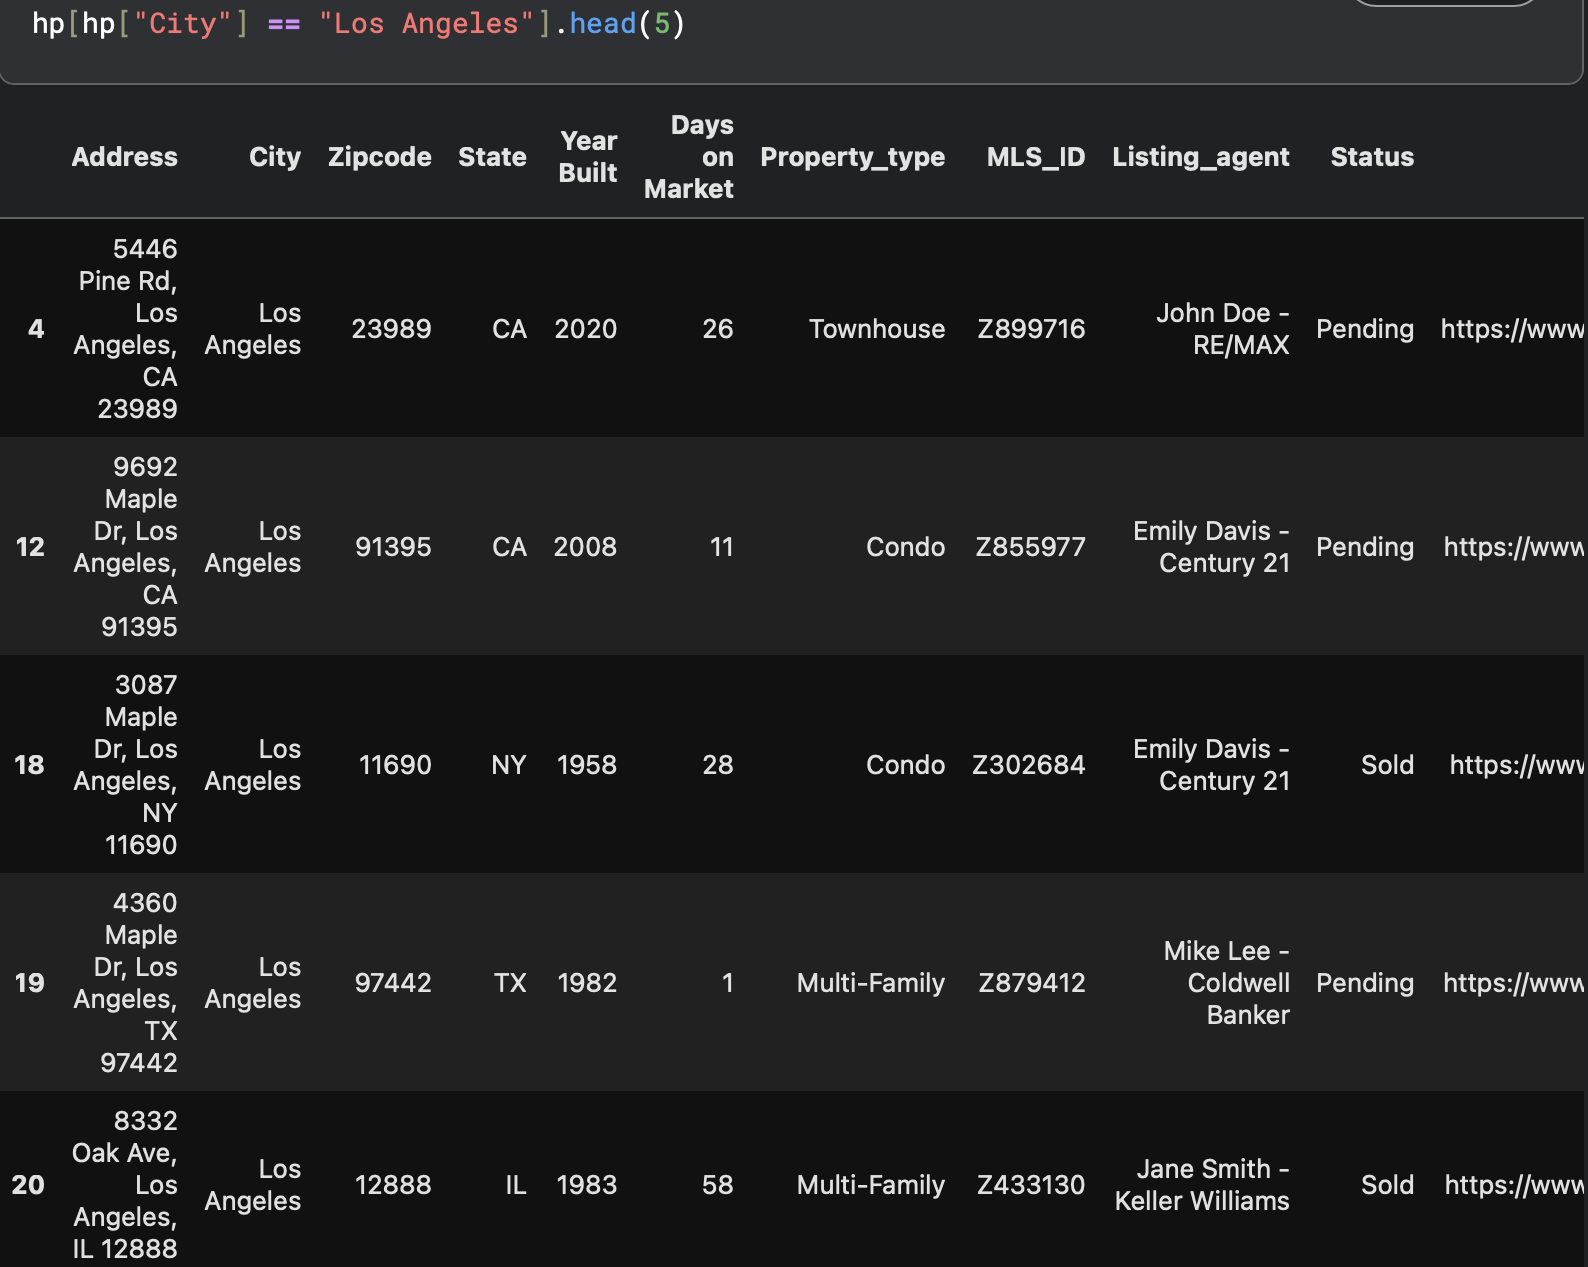 hp[hp["City"] == "Los Angeles"].head(5)
Address City Zipcode State Year Built Days on Market Property_type MLS_ID Listing_agent Status
4 5446 Pine Rd, Los Angeles, CA 23989 Los Angeles 23989 CA 2020 26 Townhouse Z899716 John Doe - RE/MAX Pending https://www
12 9692 Maple Dr, Los Angeles, CA 91395 Los Angeles 91395 CA 2008 11 Condo Z855977 Emily Davis - Century 21 Pending https://www
18 3087 Maple Dr, Los Angeles, NY 11690 Los Angeles 11690 NY 1958 28 Condo Z302684 Emily Davis - Century 21 Sold https://www
19 4360 Maple Dr, Los Angeles, TX 97442 Los Angeles 97442 TX 1982 1 Multi-Family Z879412 Mike Lee - Coldwell Banker Pending https://www
20 8332 Oak Ave, Los Angeles, IL 12888 Los Angeles 12888 IL 1983 58 Multi-Family Z433130 Jane Smith - Keller Williams Sold https://www